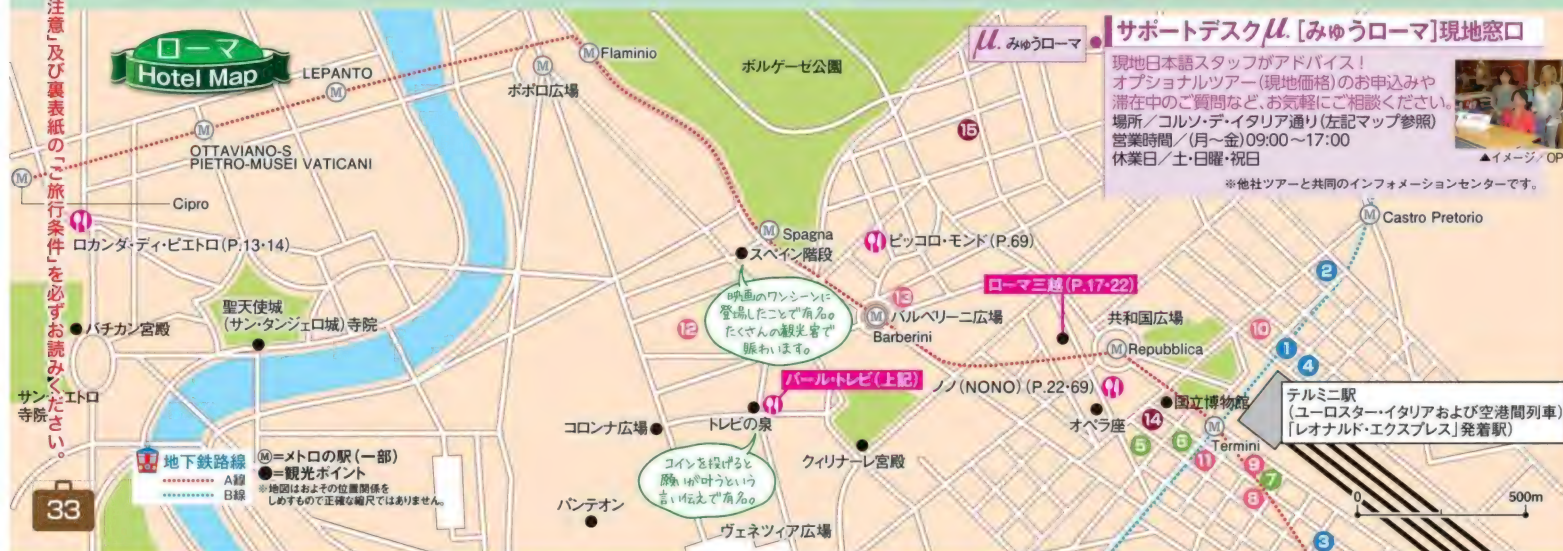 注意」及び裏表紙の「ご旅行条件」を必ずお読みください。
ローマ
Hotel Map
LEPANTO
OTTAVIANO-S
PIETRO-MUSEI VATICANI
Cipro
ロカンダ・ディ・ピエトロ(P.13・14)
聖天使城
(サン・タンジェロ城)寺院
バチカン宮殿
寺院
地下鉄路線
A線
B線
Ⓜ=メトロの駅(一部)
●=観光ポイント
※地図はおよその位置関係を
しめすもので正確な縮尺ではありません。
33
Flaminio
ポポロ広場
ボルゲーゼ公園
μ. みゅうローマ
サポートデスクμ. [みゅうローマ]現地窓口
現地日本語スタッフがアドバイス！
オプショナルツアー(現地価格)のお申込みや
滞在中のご質問など、お気軽にご相談ください。
場所／コルソ・デ・イタリア通り(左記マップ参照)
営業時間／(月～金)09:00～17:00
休業日／土・日曜・祝日
▲イメージ／OP
※他社ツアーと共同のインフォメーションセンターです。
15
Castro Pretorio
Spagna
スペイン階段
ピッコロ・モンド(P.69)
映画のワンシーンに
登場したことで有名。
たくさんの観光客で
賑わいます。
12
13
バルベリーニ広場
Barberini
ローマ三越(P.17・22)
共和国広場
Repubblica
2
10
1
4
バール・トレビ(上記)
トレビの泉
コロンナ広場
ノノ(NONO)(P.22・69)
国立博物館
オペラ座
14
5
6
Termini
11
9
7
8
3
テルミニ駅
(ユーロスター・イタリアおよび空港間列車)
「レオナルド・エクスプレス」発着駅)
コインを投げると
願いが叶うという
言い伝えで有名。
クィリナーレ宮殿
パンテオン
ヴェネツィア広場
0
500m